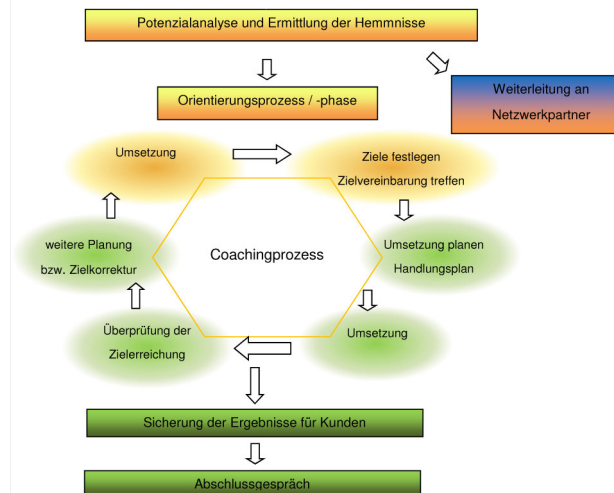 Potenzialanalyse und Ermittlung der Hemmnisse
Weiterleitung an
Netzwerkpartner
Orientierungsprozess / -phase
Umsetzung
Ziele festlegen
Zielvereinbarung treffen
weitere Planung
bzw. Zielkorrektur
Coachingprozess
Umsetzung planen
Handlungsplan
Überprüfung der
Zielerreichung
Umsetzung
Sicherung der Ergebnisse für Kunden
Abschlussgespräch